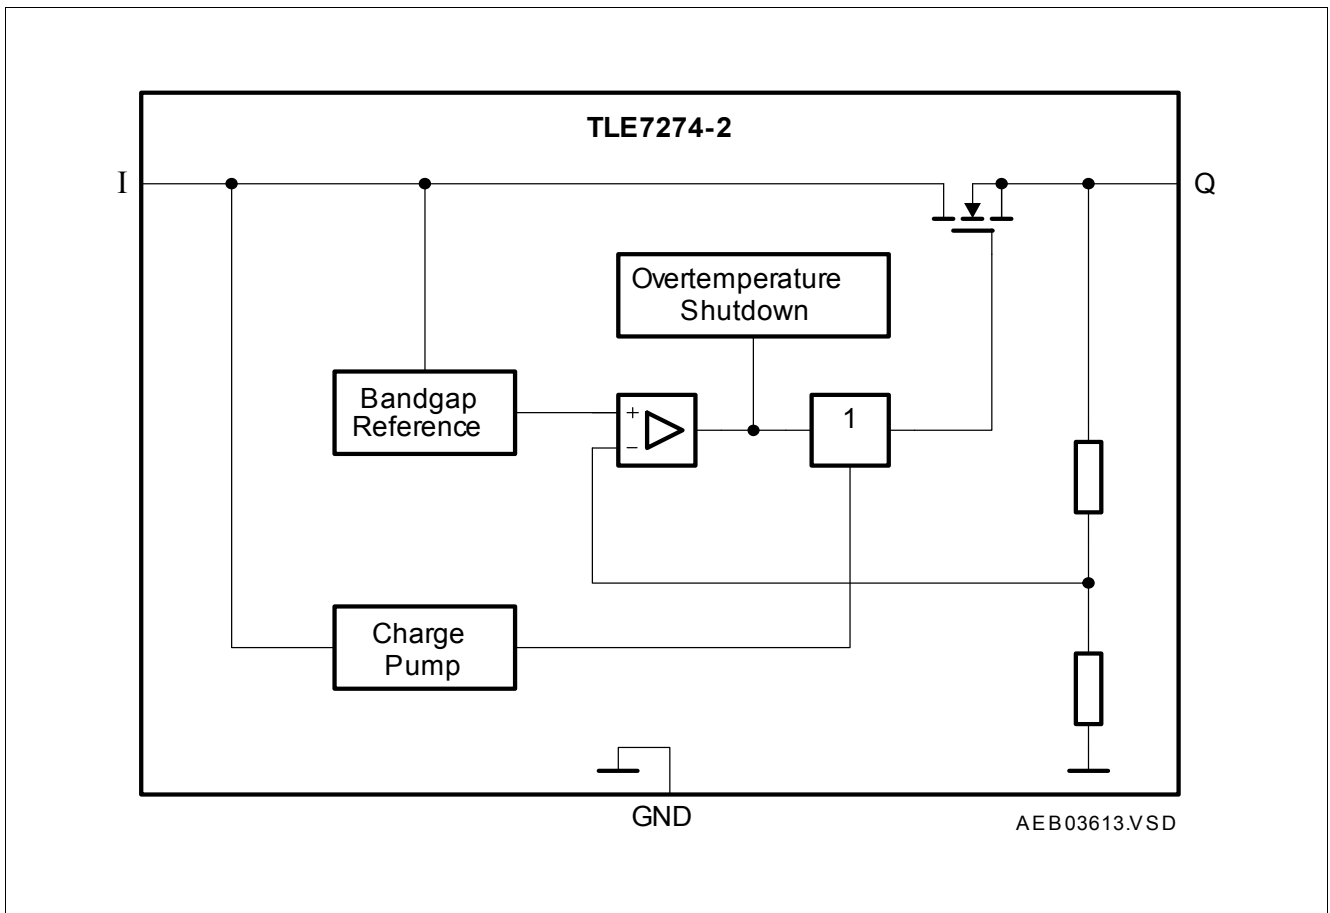 TLE7274-2
I
Q
Overtemperature
Shutdown
Bandgap
Reference
+
−
1
Charge
Pump
GND
AEB03613.VSD